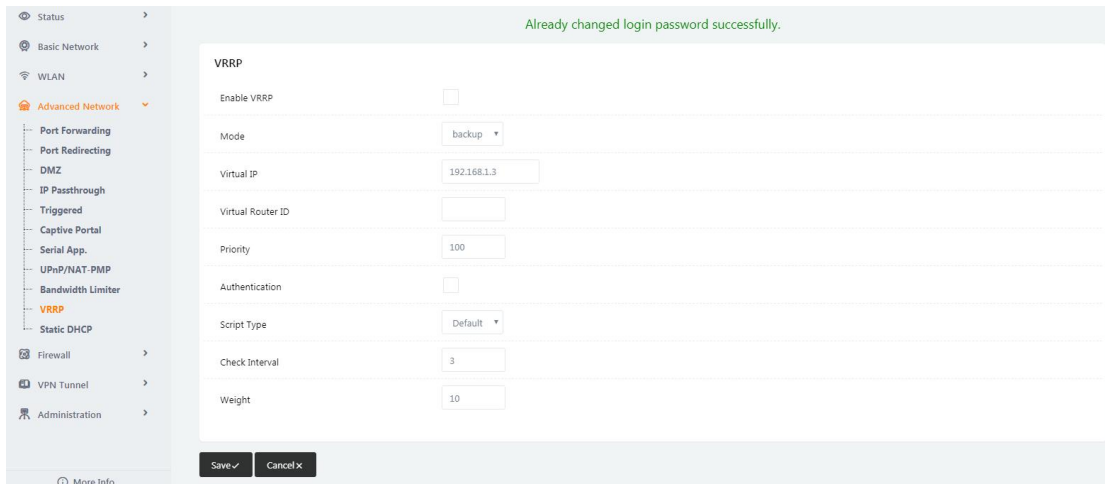 Already changed login password successfully.
Status
Basic Network
WLAN
Advanced Network
Port Forwarding
Port Redirecting
DMZ
IP Passthrough
Triggered
Captive Portal
Serial App.
UPnP/NAT-PMP
Bandwidth Limiter
VRRP
Static DHCP
Firewall
VPN Tunnel
Administration
More Info
VRRP
Enable VRRP
Mode backup
Virtual IP 192.168.1.3
Virtual Router ID
Priority 100
Authentication
Script Type Default
Check Interval 3
Weight 10
Save Cancel